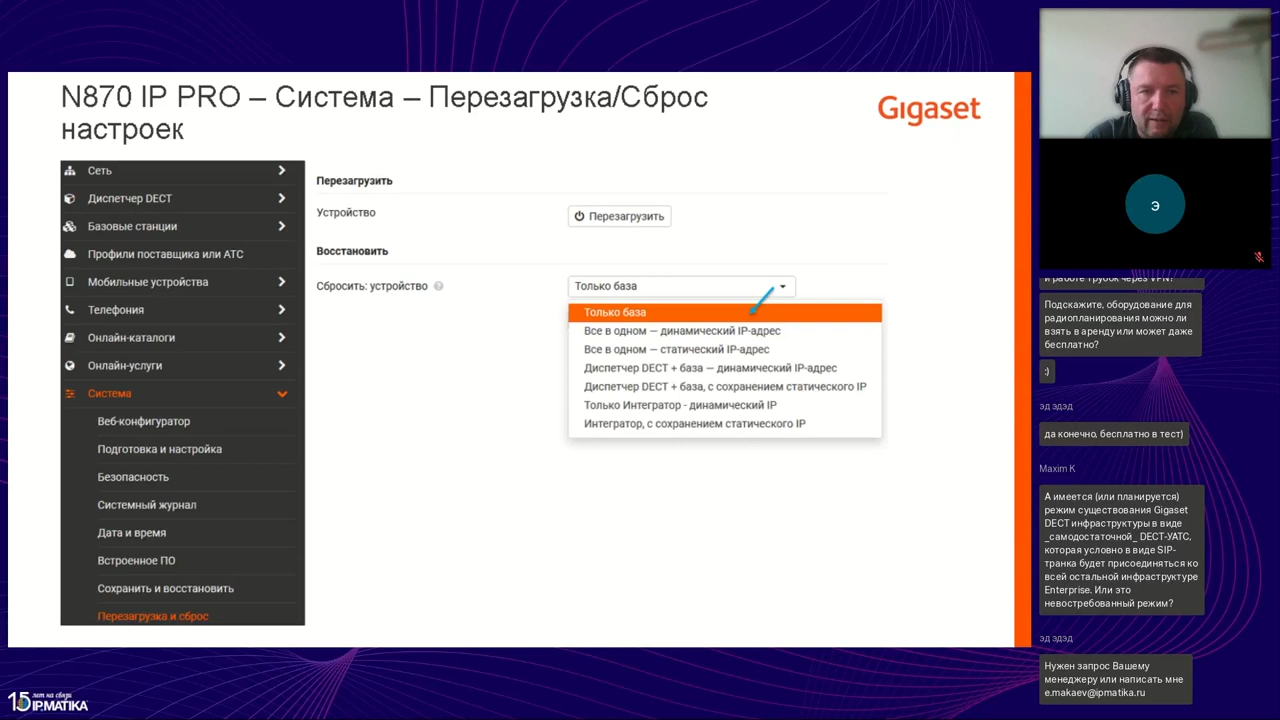 N870 IP PRO – Система – Перезагрузка/Сброс
настроек
Gigaset
Сеть
Диспетчер DECT
Базовые станции
Профили поставщика или АТС
Мобильные устройства
Телефония
Онлайн-каталоги
Онлайн-услуги
Система
Веб-конфигуратор
Подготовка и настройка
Безопасность
Системный журнал
Дата и время
Встроенное ПО
Сохранить и восстановить
Перезагрузка и сброс
Перезагрузить
Устройство
Перезагрузить
Восстановить
Сбросить: устройство
Только база
Только база
Все в одном — динамический IP-адрес
Все в одном — статический IP-адрес
Диспетчер DECT + база — динамический IP-адрес
Диспетчер DECT + база, с сохранением статического IP
Только Интегратор - динамический IP
Интегратор, с сохранением статического IP
15 лет на связи
IPMATIKA
э
и работе трубок через VPN?
Подскажите, оборудование для
радиопланирования можно ли
взять в аренду или может даже
бесплатно?
:)
эд эдэд
да конечно, бесплатно в тест)
Maxim K
А имеется (или планируется)
режим существования Gigaset
DECT инфраструктуры в виде
_самодостаточной_ DECT-УАТС,
которая условно в виде SIP-
транка будет присоединяться ко
всей остальной инфраструктуре
Enterprise. Или это
невостребованный режим?
эд эдэд
Нужен запрос Вашему
менеджеру или написать мне
e.makaev@ipmatika.ru